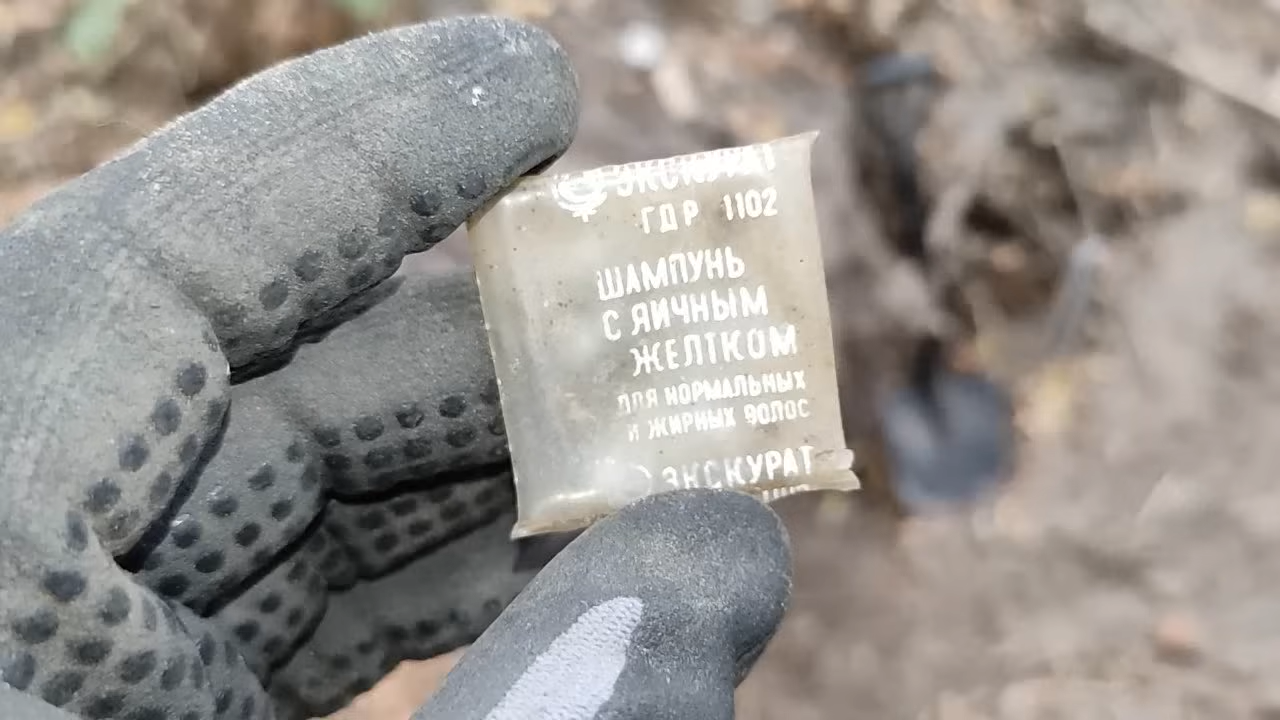 ЭКСКУРАТ
ГДР 1102
ШАМПУНЬ
С ЯИЧНЫМ
ЖЕЛТКОМ
ДЛЯ НОРМАЛЬНЫХ
И ЖИРНЫХ ВОЛОС
ЭКСКУРАТ